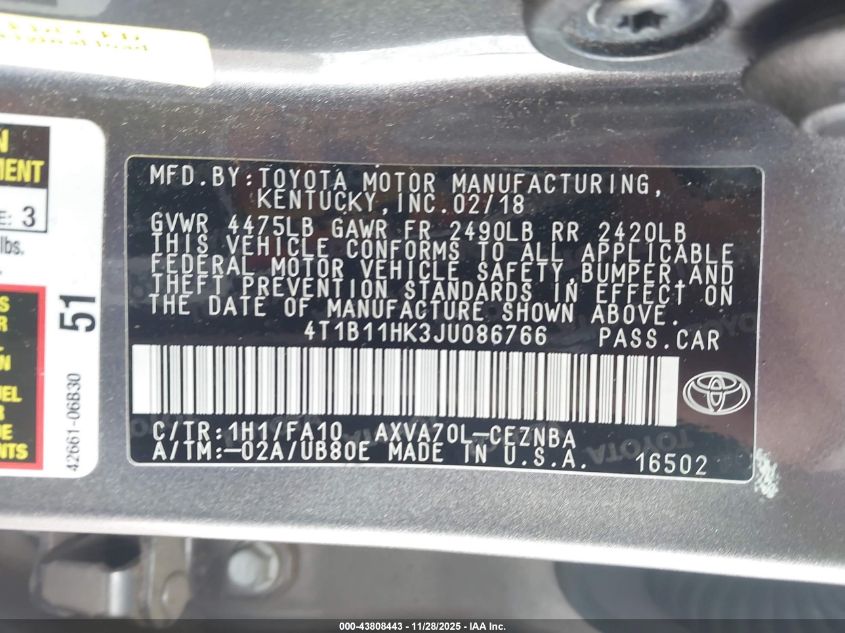 MFD.BY:TOYOTA MOTOR MANUFACTURING,
KENTUCKY,INC.02/18
GVWR 4475LB GAWR FR 2490LB RR 2420LB
THIS VEHICLE CONFORMS TO ALL APPLICABLE
FEDERAL MOTOR VEHICLE SAFETY,BUMPER,AND
THEFT PREVENTION STANDARDS IN EFFECT ON
THE DATE OF MANUFACTURE SHOWN ABOVE.
4T1B11HK3JU086766 PASS.CAR
C/TR:1H1/FA10 AXVA70L-CEZNBA
A/TM:-02A/UB80E MADE IN U.S.A. 16502
3
lbs.
51
42661-06B30
000-43808443 — 11/28/2025 — IAA Inc.